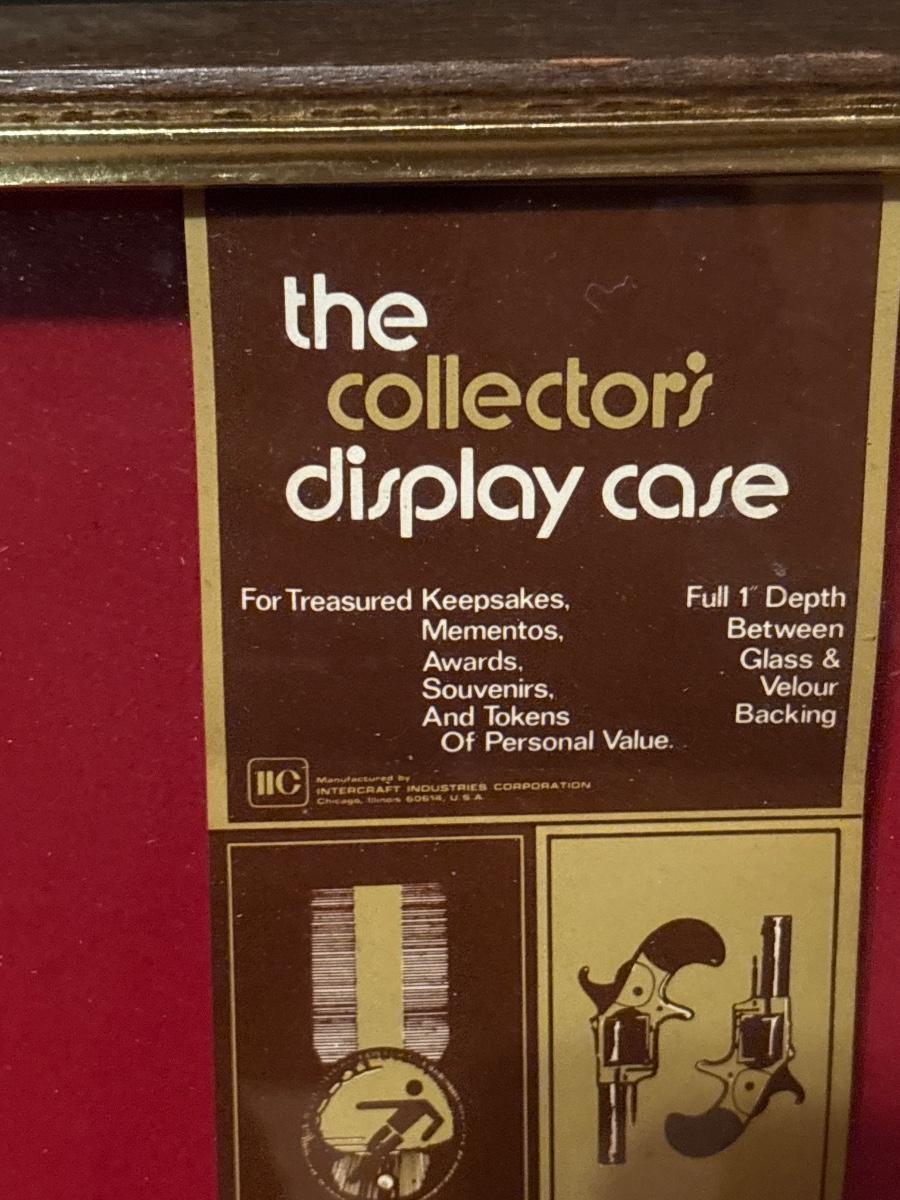 the
collector's
display case
For Treasured Keepsakes,
Mementos,
Awards,
Souvenirs,
And Tokens
Of Personal Value.
Full 1" Depth
Between
Glass &
Velour
Backing
IIC
Manufactured by
INTERCRAFT INDUSTRIES CORPORATION
Chicago, Illinois 60614, U.S.A.